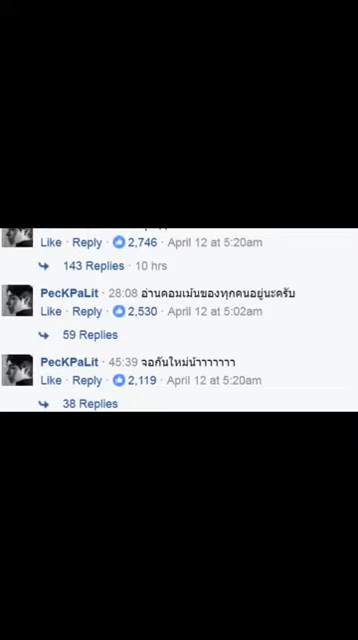 Like · Reply · 2,746 · April 12 at 5:20am
143 Replies · 10 hrs
PecKPaLit · 28:08 อ่านคอมเม้นของทุกคนอยู่นะครับ
Like · Reply · 2,530 · April 12 at 5:02am
59 Replies
PecKPaLit · 45:39 จอกันใหม่น้าาาาาาา
Like · Reply · 2,119 · April 12 at 5:20am
38 Replies